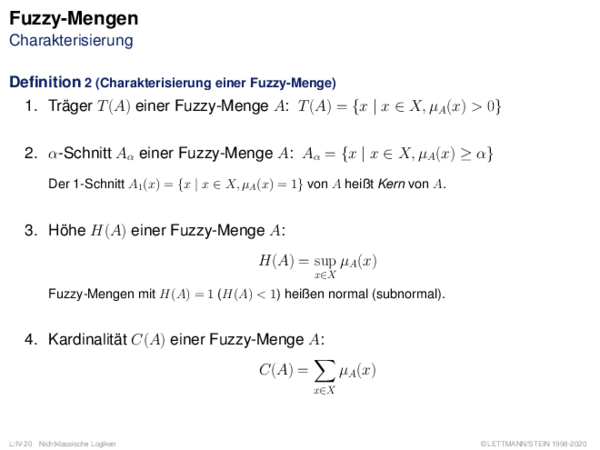 Fuzzy-Mengen
Charakterisierung
Definition 2 (Charakterisierung einer Fuzzy-Menge)
1. Träger T(A) einer Fuzzy-Menge A: T(A) = {x | x ∈ X, μ_A(x) > 0}
2. α-Schnitt A_α einer Fuzzy-Menge A: A_α = {x | x ∈ X, μ_A(x) ≥ α}
Der 1-Schnitt A_1(x) = {x | x ∈ X, μ_A(x) = 1} von A heißt Kern von A.
3. Höhe H(A) einer Fuzzy-Menge A:
H(A) = sup_{x∈X} μ_A(x)
Fuzzy-Mengen mit H(A) = 1 (H(A) < 1) heißen normal (subnormal).
4. Kardinalität C(A) einer Fuzzy-Menge A:
C(A) = ∑_{x∈X} μ_A(x)
L:IV-20 Nichtklassische Logiken ©LETTMANN/STEIN 1998-2020